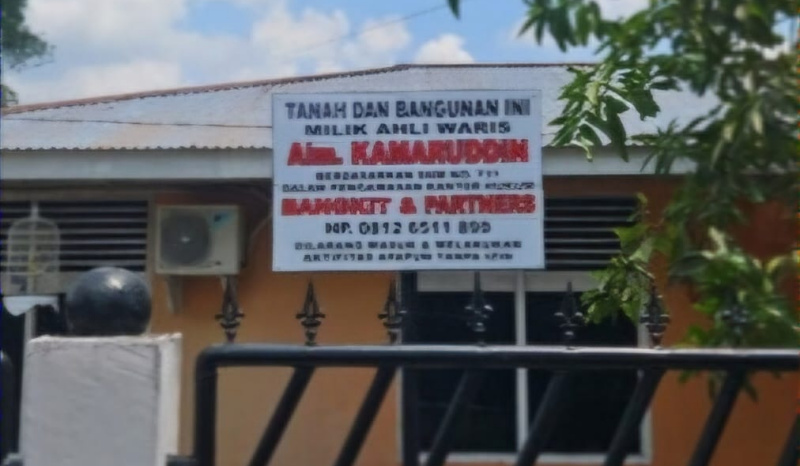 TANAH DAN BANGUNAN INI
MILIK AHLI WARIS
Alm. KAMARUDDIN
BERDASARKAN SHM NO.
DALAM PENGAWASAN KANTOR HUKUM
& PARTNERS
HP. 0812 6511 899
DILARANG MASUK & MELAKUKAN
AKTIFITAS APAPUN TANPA IZIN